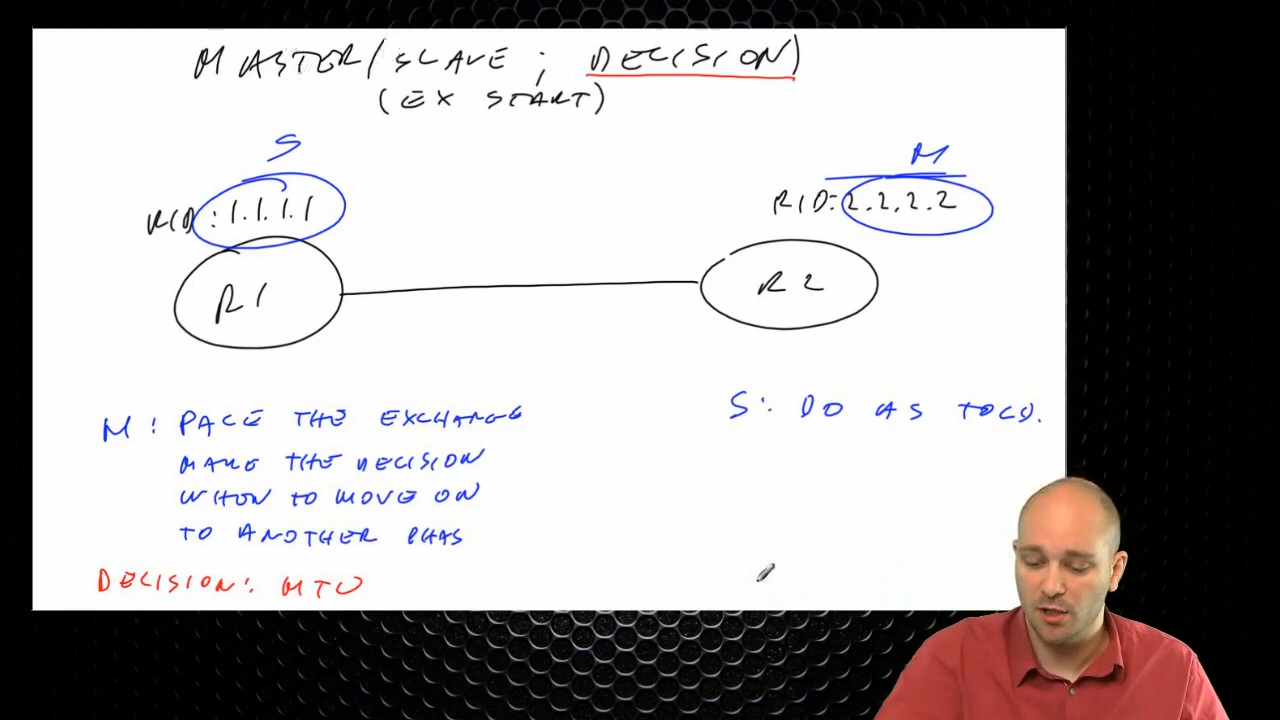 MASTER/SLAVE ; DECISION)
(EX START)
S
M
RID: 1.1.1.1
RID: 2.2.2.2
R1
R2
M: PACE THE EXCHANGE
MAKE THE DECISION
WHEN TO MOVE ON
TO ANOTHER PHAS
S: DO AS TOLD.
DECISION: MTU